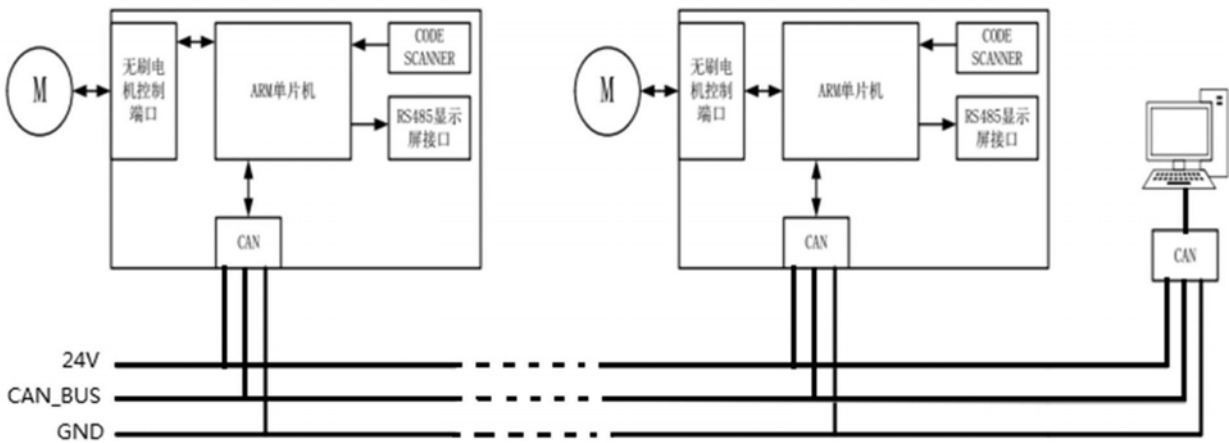 M
无刷电
机控制
端口
ARM单片机
CODE
SCANNER
RS485显示
屏接口
CAN
M
无刷电
机控制
端口
ARM单片机
CODE
SCANNER
RS485显示
屏接口
CAN
CAN
24V
CAN_BUS
GND